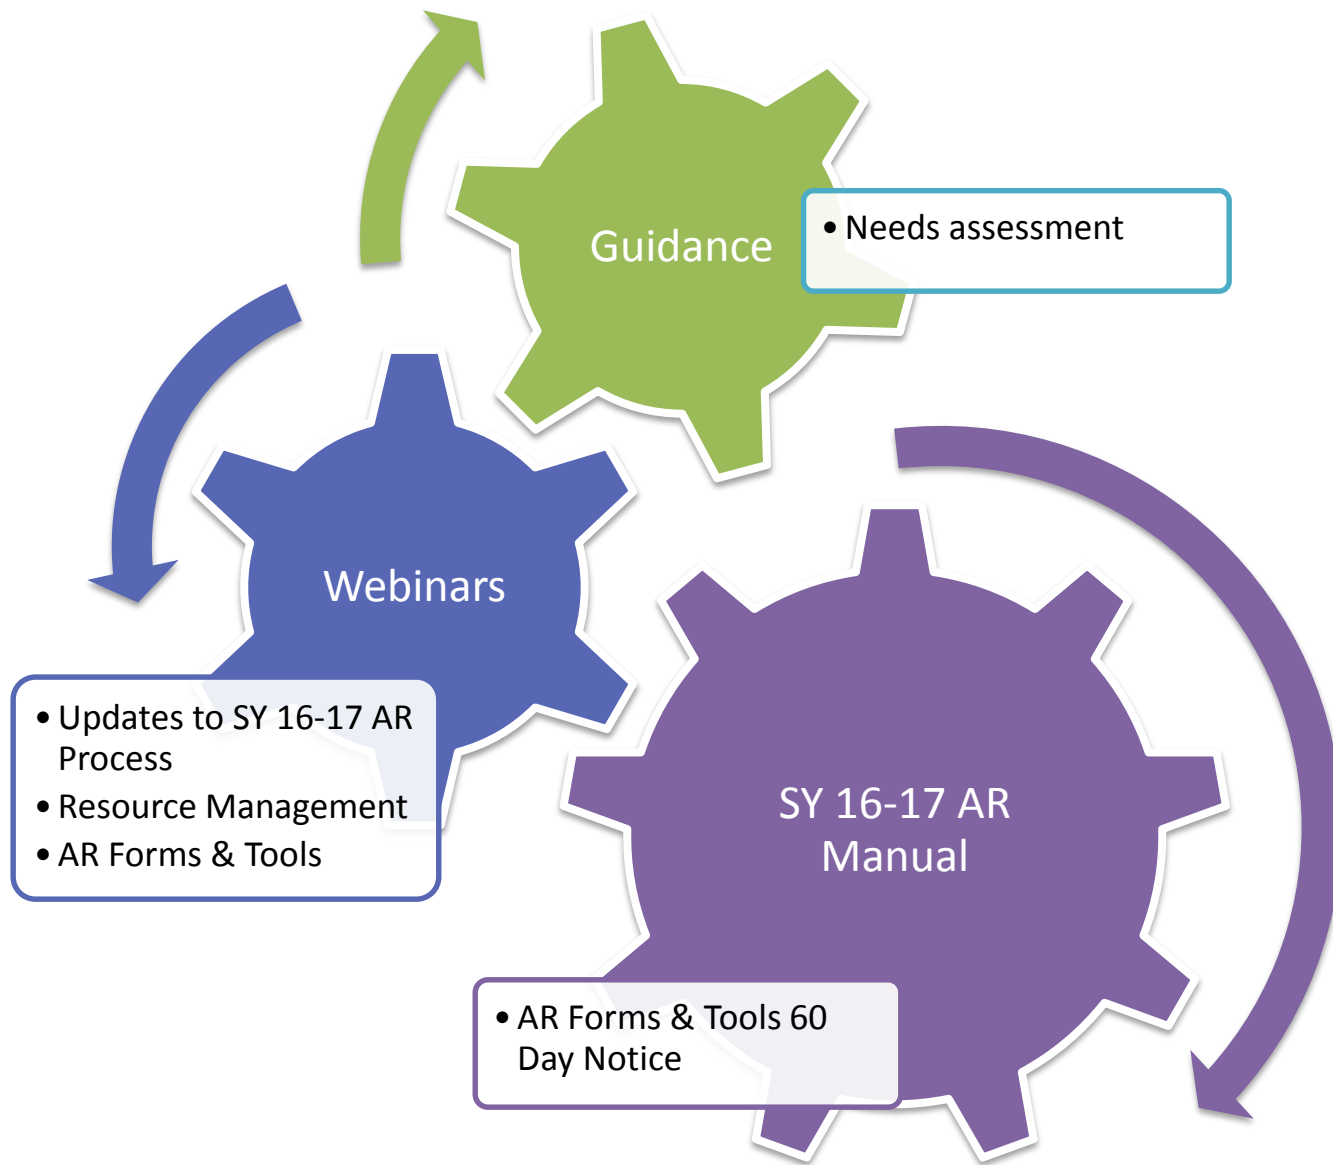 Guidance
• Needs assessment
Webinars
• Updates to SY 16-17 AR
Process
• Resource Management
• AR Forms & Tools
SY 16-17 AR
Manual
• AR Forms & Tools 60
Day Notice